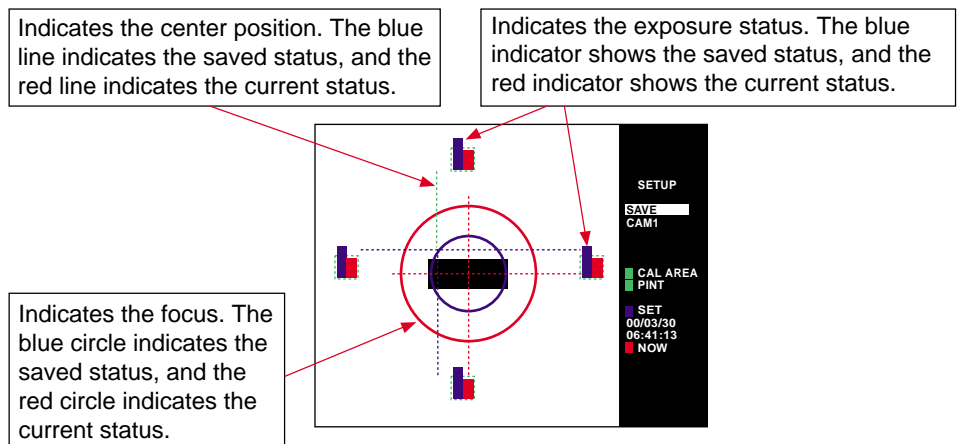 Indicates the center position. The blue
line indicates the saved status, and the
red line indicates the current status.
Indicates the exposure status. The blue
indicator shows the saved status, and the
red indicator shows the current status.
SETUP
SAVE
CAM1
CAL AREA
PINT
SET
00/03/30
06:41:13
NOW
Indicates the focus. The
blue circle indicates the
saved status, and the
red circle indicates the
current status.